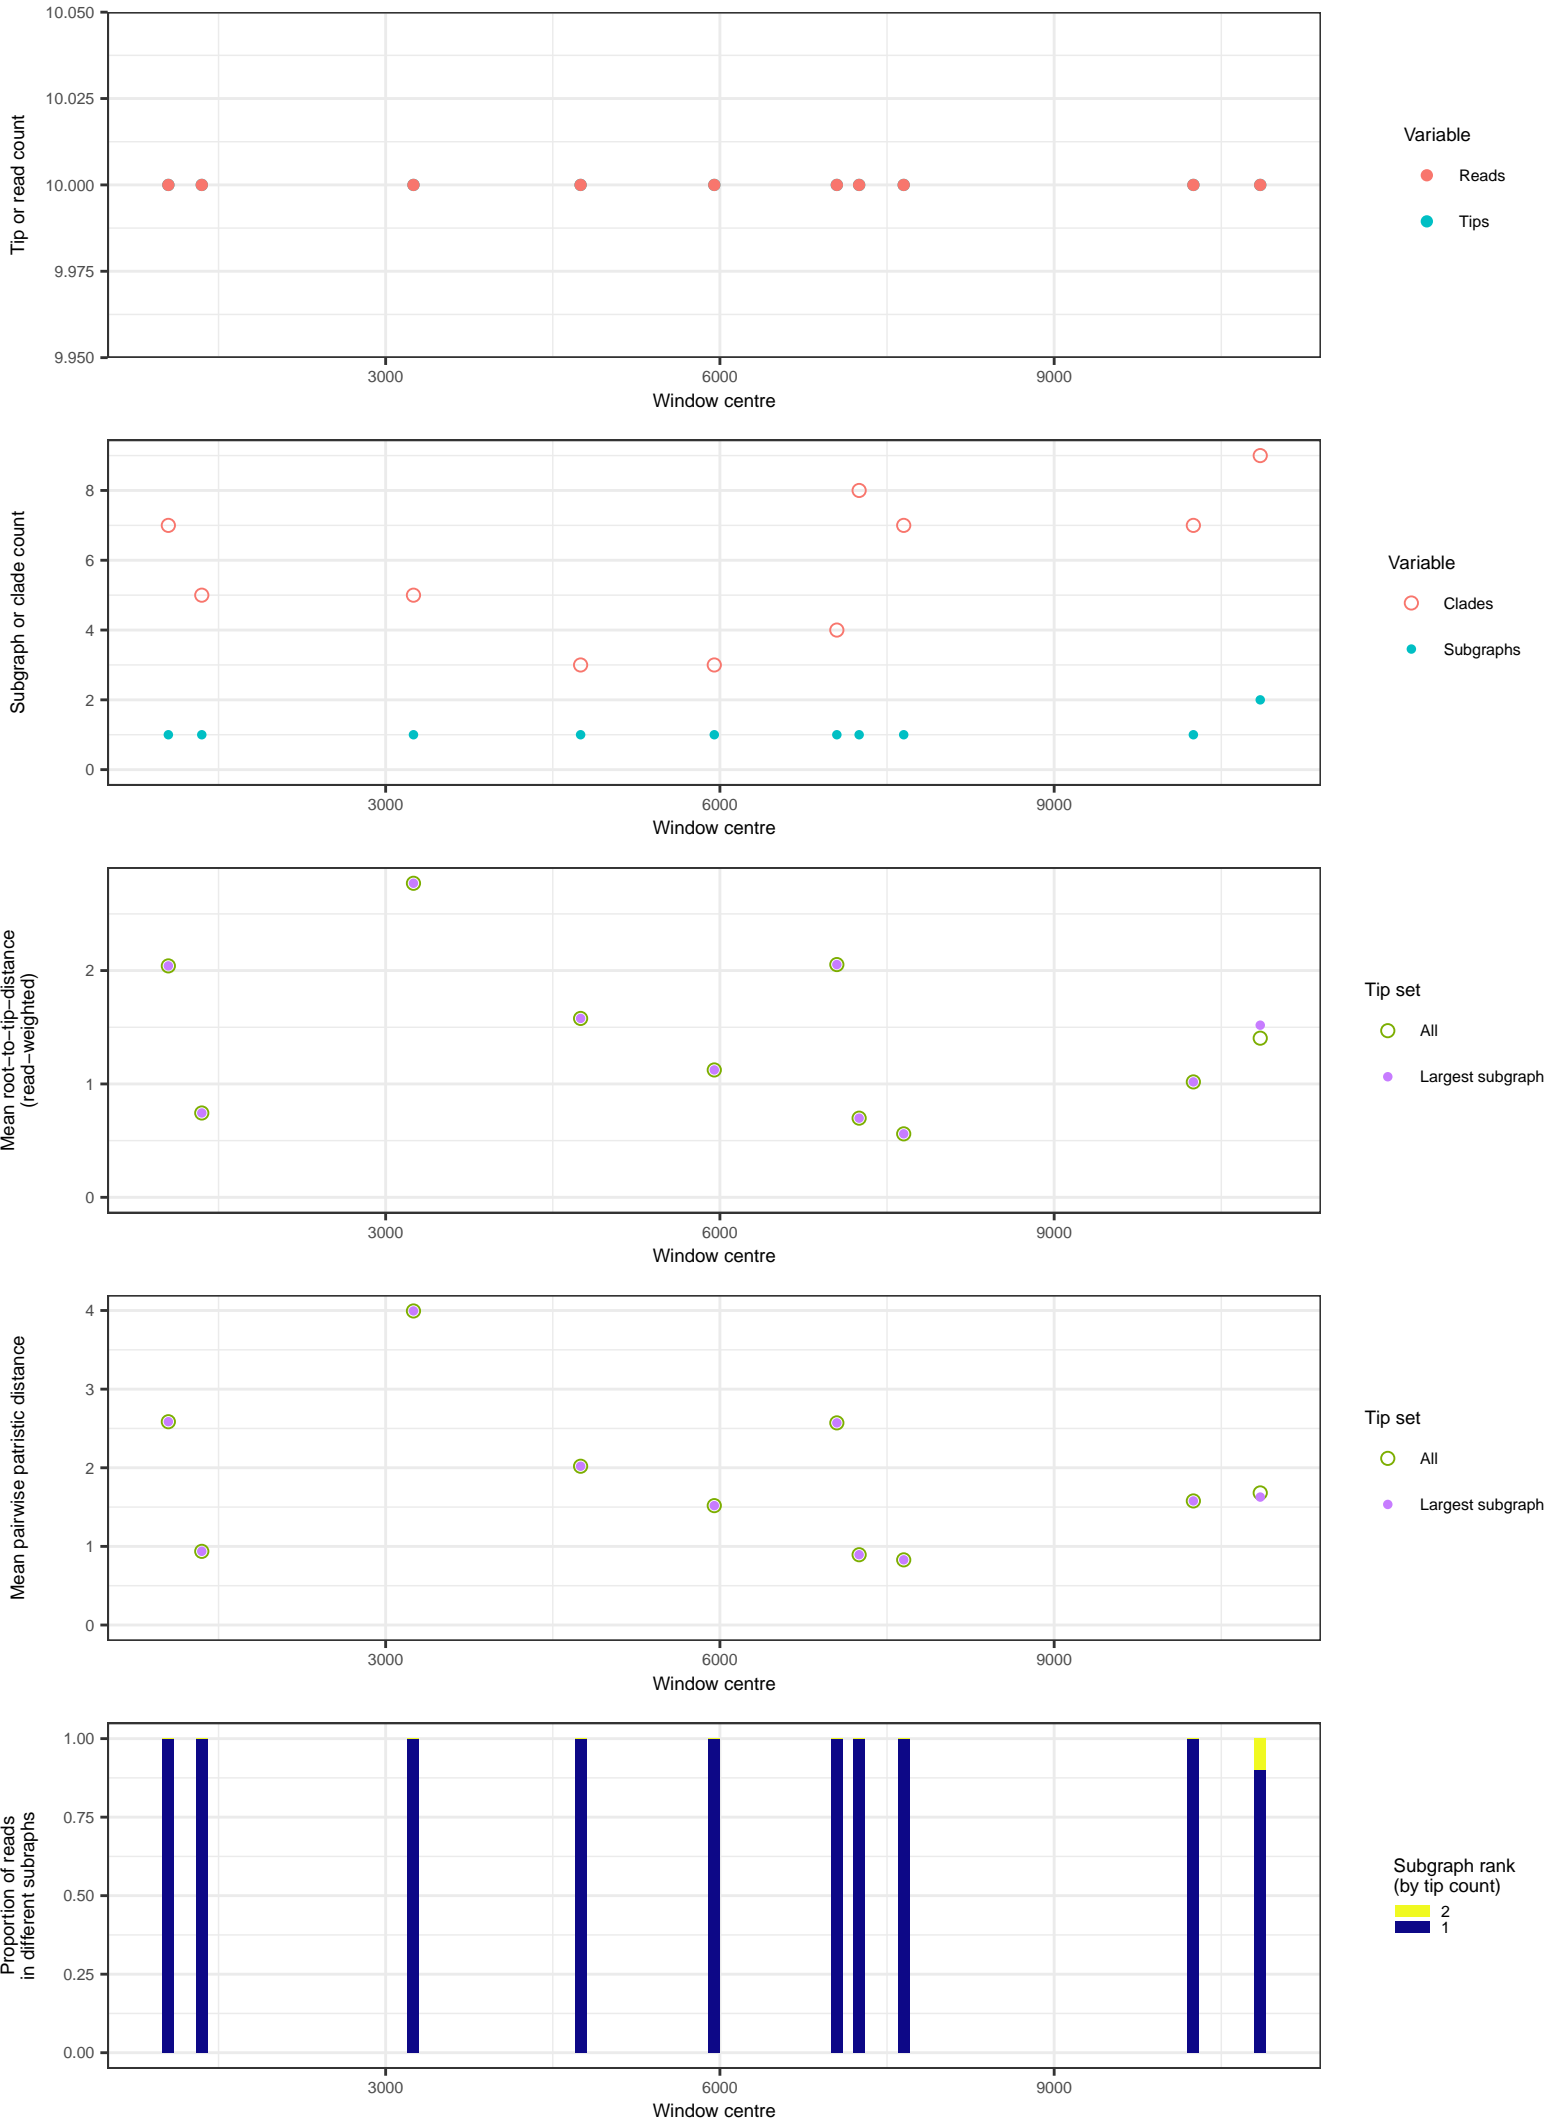 10.050
10.025
10.000
9.975
9.950
Tip or read count
3000 6000 9000
Window centre
Variable
Reads
Tips
8
6
4
2
0
Subgraph or clade count
3000 6000 9000
Window centre
Variable
Clades
Subgraphs
2
1
0
Mean root−to−tip−distance
(read−weighted)
3000 6000 9000
Window centre
Tip set
All
Largest subgraph
4
3
2
1
0
Mean pairwise patristic distance
3000 6000 9000
Window centre
Tip set
All
Largest subgraph
1.00
0.75
0.50
0.25
0.00
Proportion of reads
in different subraphs
3000 6000 9000
Window centre
Subgraph rank
(by tip count)
2
1